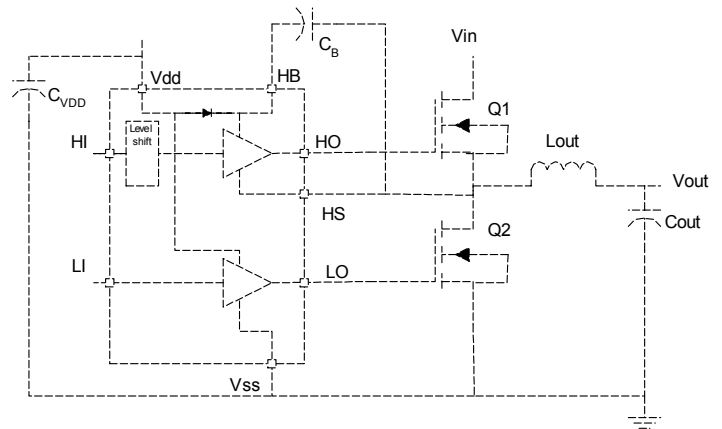 C_B
Vin
Vdd
HB
C_VDD
Q1
HI
Level shift
HO
Lout
Vout
HS
Cout
Q2
LI
LO
Vss